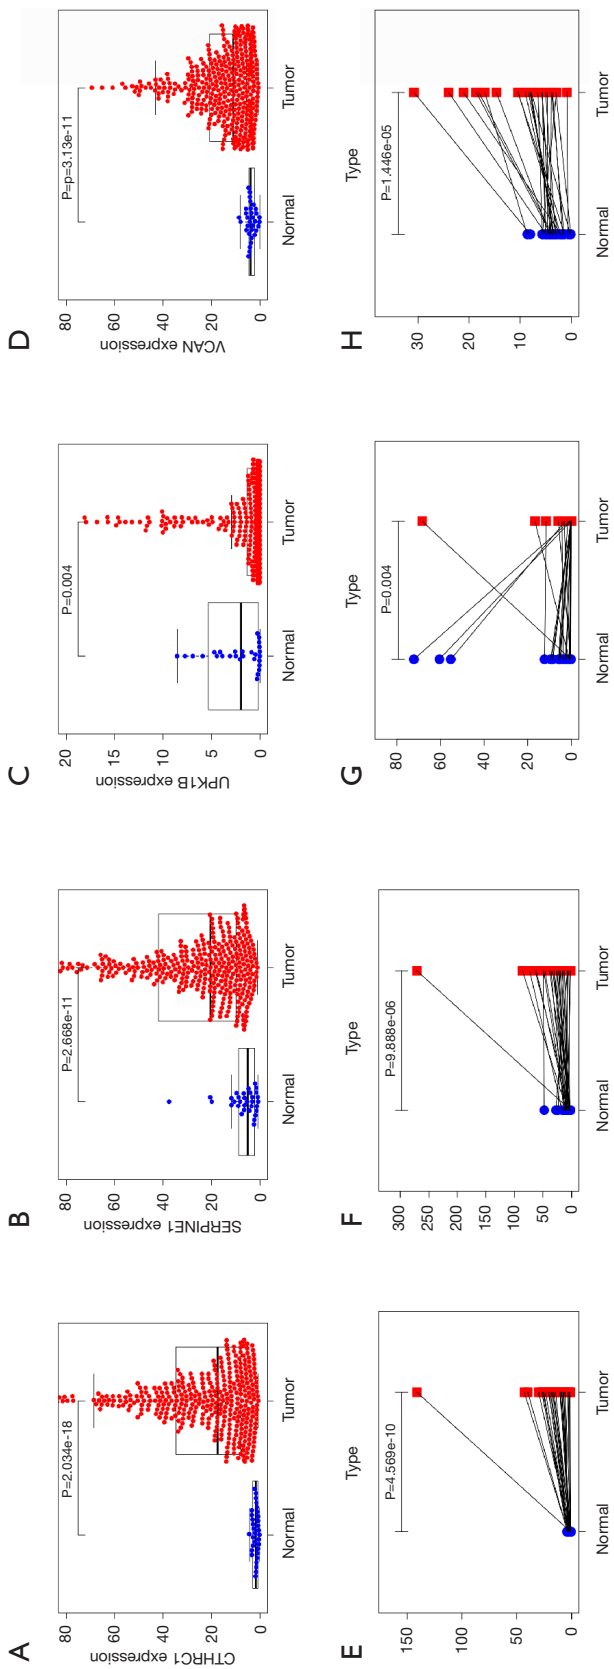 A
CTHRC1 expression
80
60
40
20
0
P=2.034e-18
Normal Tumor
Type
B
SERPINE1 expression
80
60
40
20
0
P=2.668e-11
Normal Tumor
Type
C
UPK1B expression
20
15
10
5
0
P=0.004
Normal Tumor
Type
D
VCAN expression
80
60
40
20
0
P=p=3.13e-11
Normal Tumor
Type
E
150
100
50
0
P=4.569e-10
Normal Tumor
F
300
250
200
150
100
50
0
P=9.888e-06
Normal Tumor
G
80
60
40
20
0
P=0.004
Normal Tumor
H
30
20
10
0
P=1.446e-05
Normal Tumor